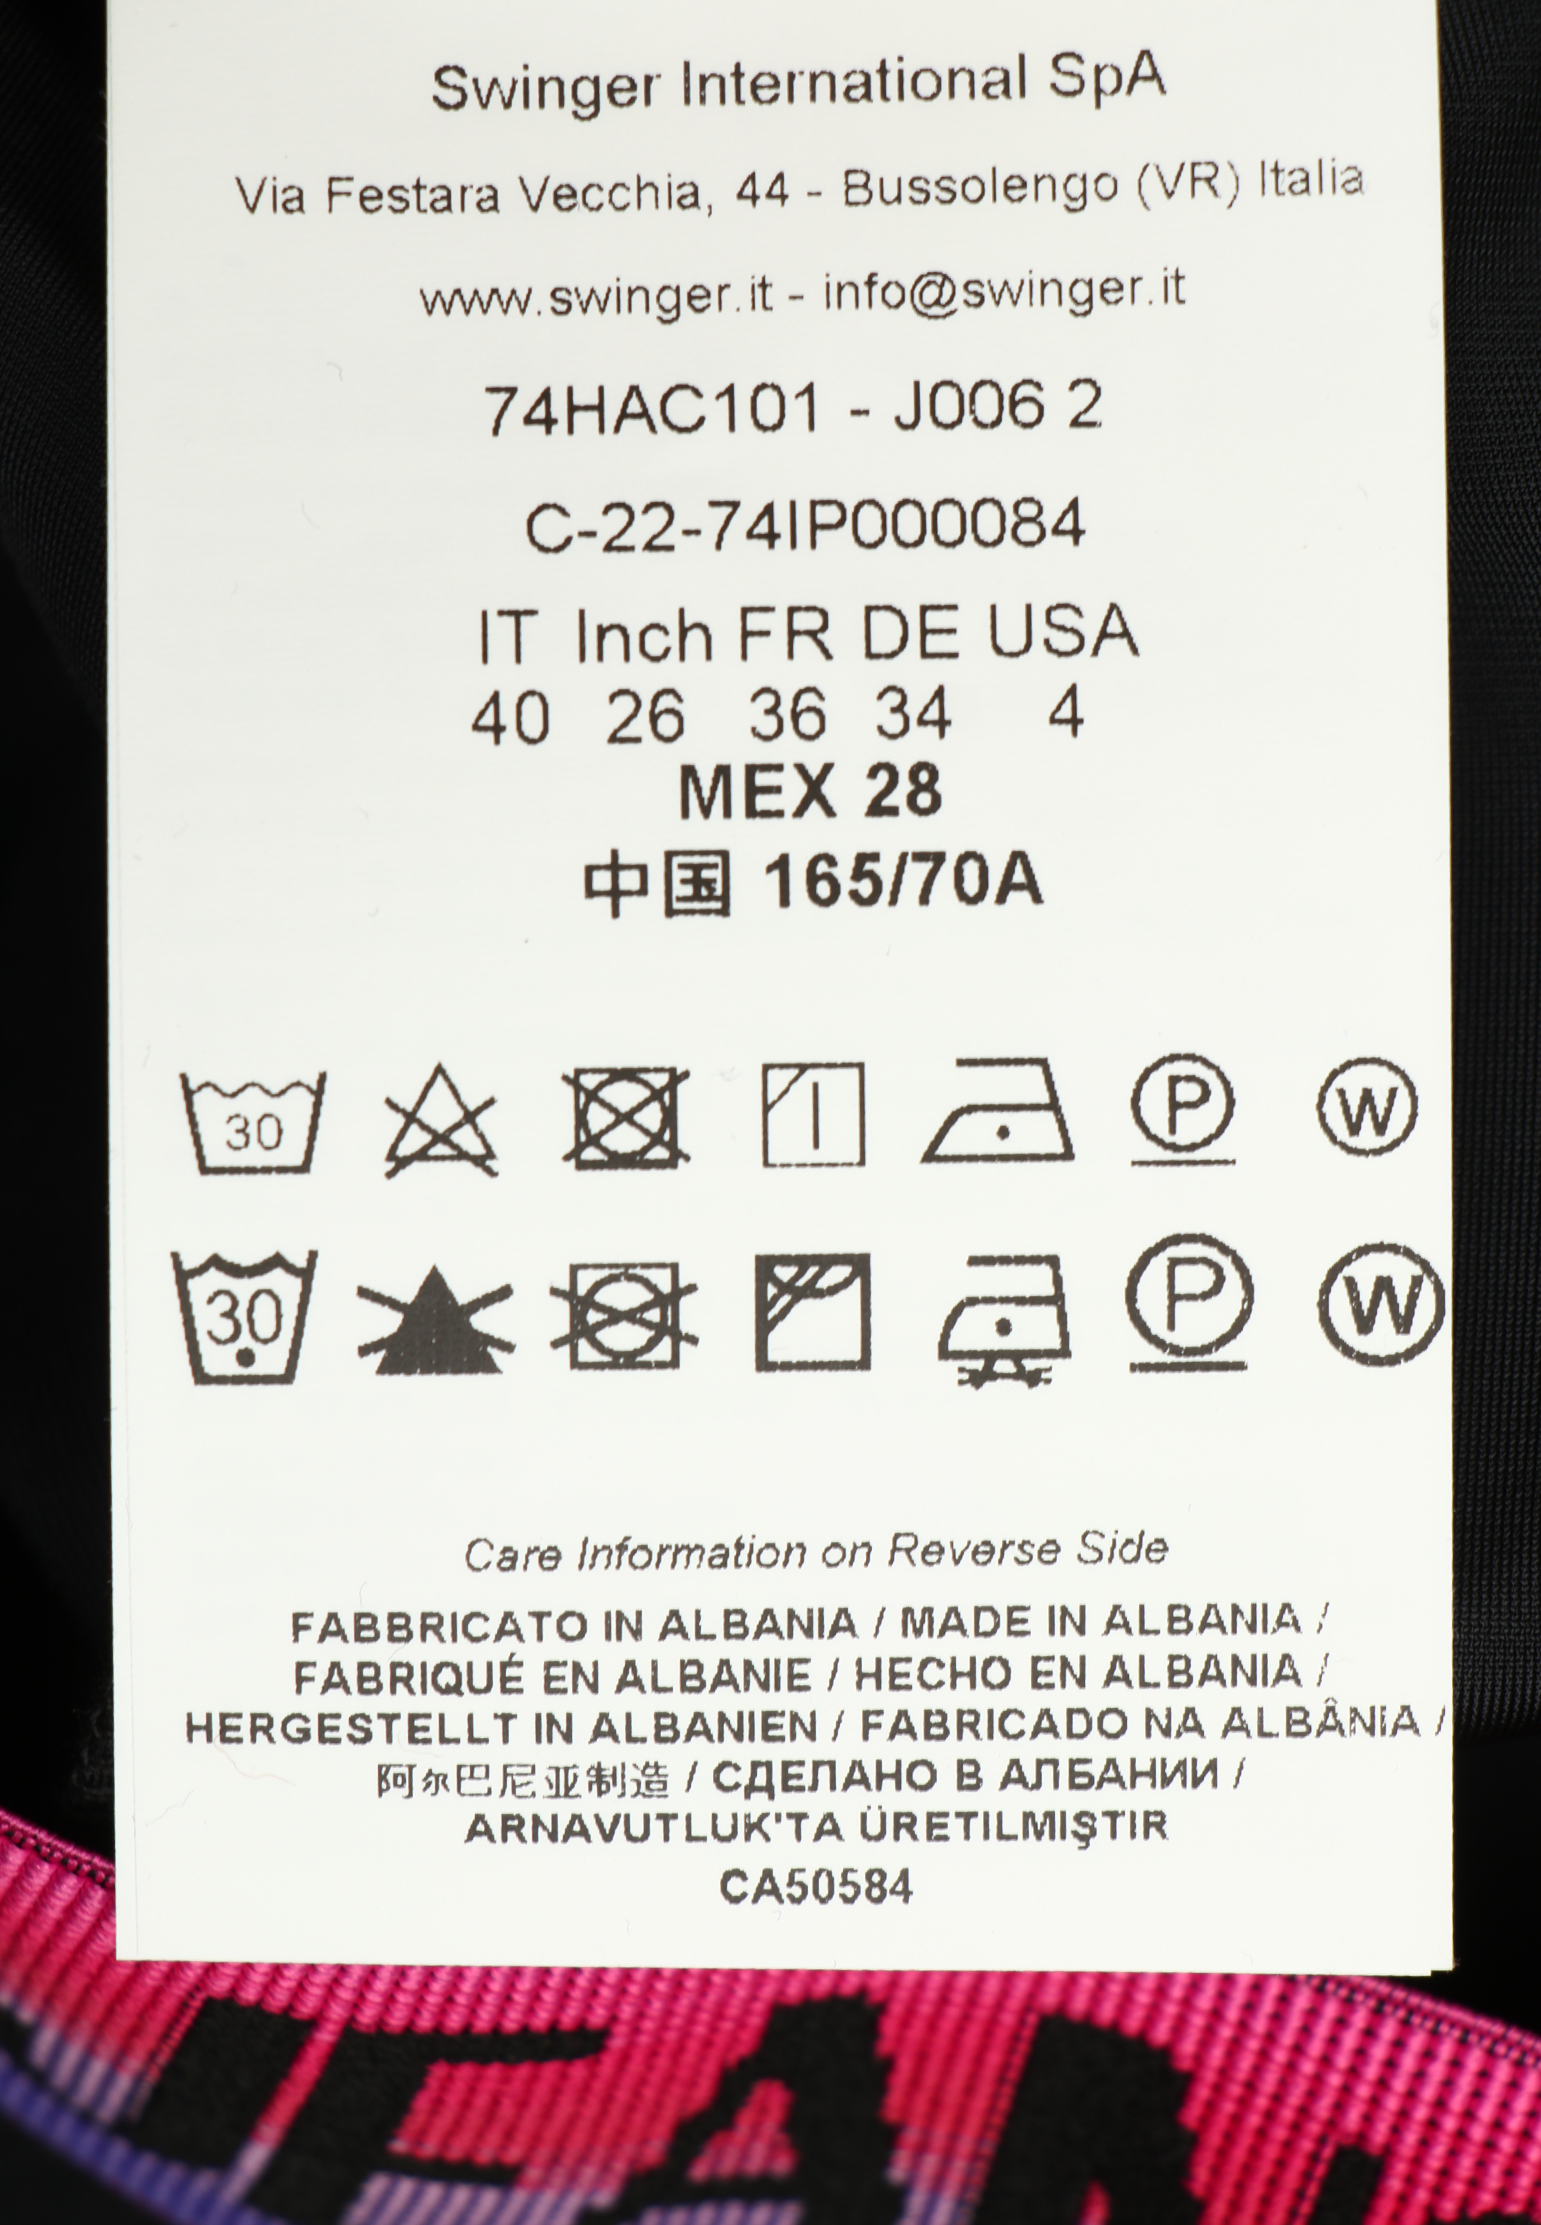 Swinger International SpA
Via Festara Vecchia, 44 - Bussolengo (VR) Italia
www.swinger.it - info@swinger.it
74HAC101 - J006 2
C-22-74IP000084
IT Inch FR DE USA
40 26 36 34 4
MEX 28
中国 165/70A
30 P W
30 P W
Care Information on Reverse Side
FABBRICATO IN ALBANIA / MADE IN ALBANIA /
FABRIQUÉ EN ALBANIE / HECHO EN ALBANIA /
HERGESTELLT IN ALBANIEN / FABRICADO NA ALBÂNIA /
阿尔巴尼亚制造 / СДЕЛАНО В АЛБАНИИ /
ARNAVUTLUK'TA ÜRETILMIŞTIR
CA50584